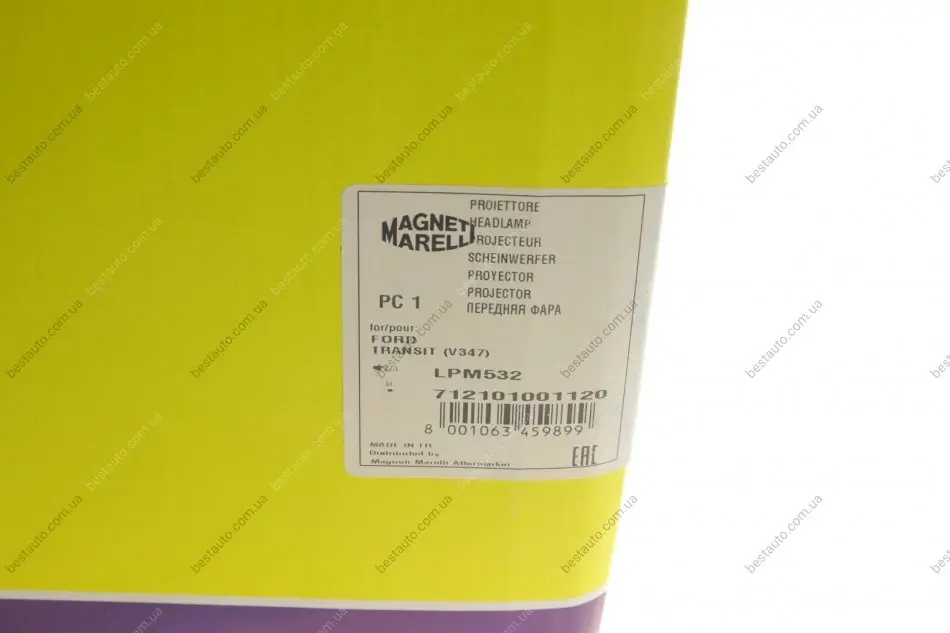 MAGNETI
MARELLI
PROIETTORE
HEADLAMP
PROJECTEUR
SCHEINWERFER
PROYECTOR
PROJECTOR
ПЕРЕДНЯЯ ФАРА
PC 1
for/pour:
FORD
TRANSIT (V347)
LPM532
712101001120
8 001063 459899
MADE IN
Distributed by
Magneti Marelli Aftermarket
EAC
bestauto.com.ua